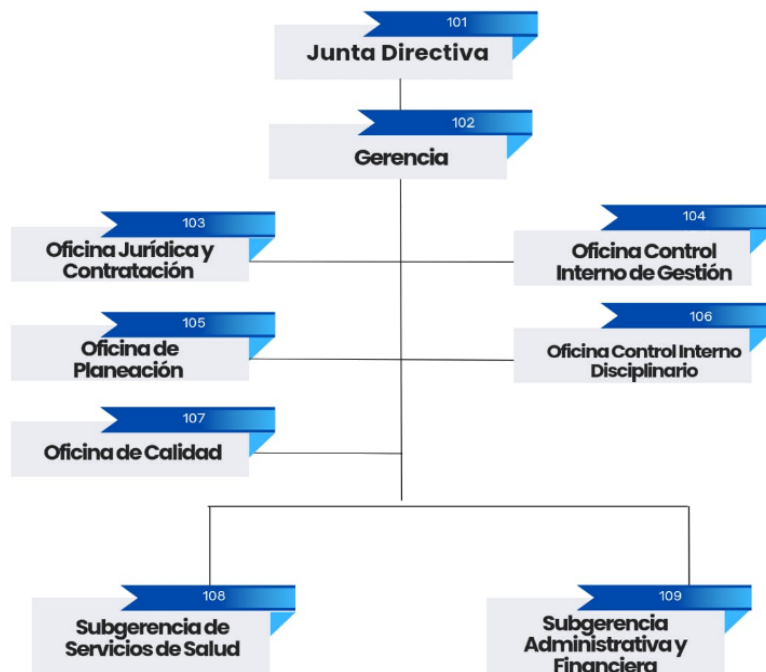 101
Junta Directiva
102
Gerencia
103
Oficina Jurídica y
Contratación
104
Oficina Control
Interno de Gestión
105
Oficina de
Planeación
106
Oficina Control Interno
Disciplinario
107
Oficina de Calidad
108
Subgerencia de
Servicios de Salud
109
Subgerencia
Administrativa y
Financiera